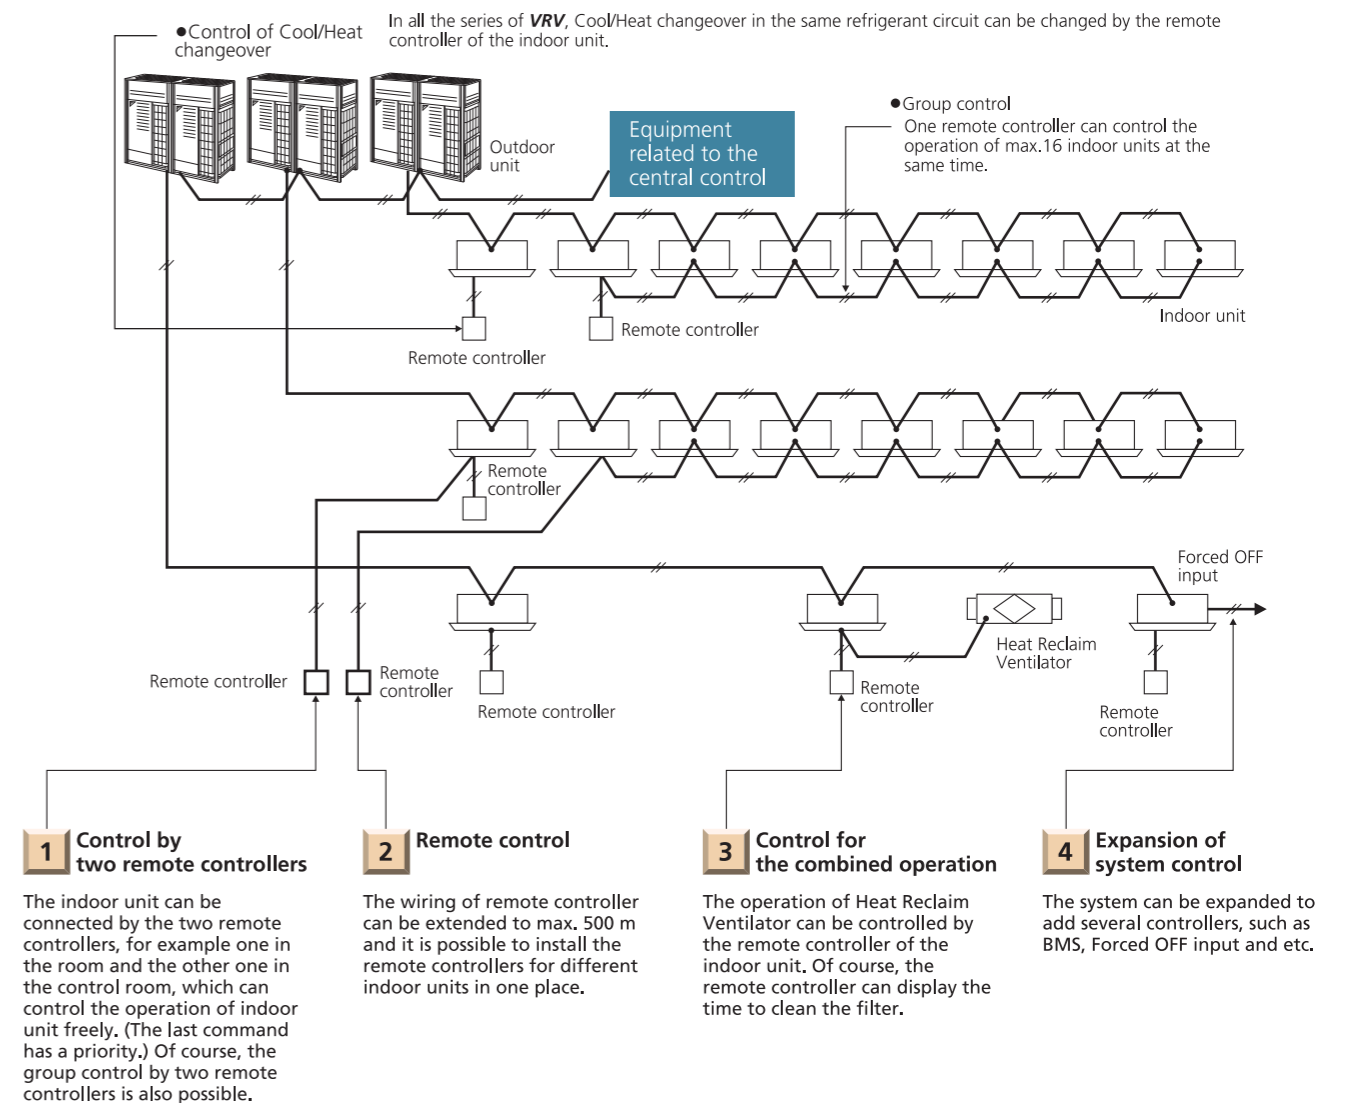 ●Control of Cool/Heat
changeover
In all the series of VRV, Cool/Heat changeover in the same refrigerant circuit can be changed by the remote
controller of the indoor unit.
Outdoor
unit
Equipment
related to the
central control
●Group control
One remote controller can control the
operation of max.16 indoor units at the
same time.
Indoor unit
Remote controller
Remote controller
Remote
controller
Forced OFF
input
Heat Reclaim
Ventilator
Remote controller
Remote
controller
Remote controller
Remote
controller
Remote
controller
1
Control by
two remote controllers
The indoor unit can be
connected by the two remote
controllers, for example one in
the room and the other one in
the control room, which can
control the operation of indoor
unit freely. (The last command
has a priority.) Of course, the
group control by two remote
controllers is also possible.
2
Remote control
The wiring of remote controller
can be extended to max. 500 m
and it is possible to install the
remote controllers for different
indoor units in one place.
3
Control for
the combined operation
The operation of Heat Reclaim
Ventilator can be controlled by
the remote controller of the
indoor unit. Of course, the
remote controller can display the
time to clean the filter.
4
Expansion of
system control
The system can be expanded to
add several controllers, such as
BMS, Forced OFF input and etc.